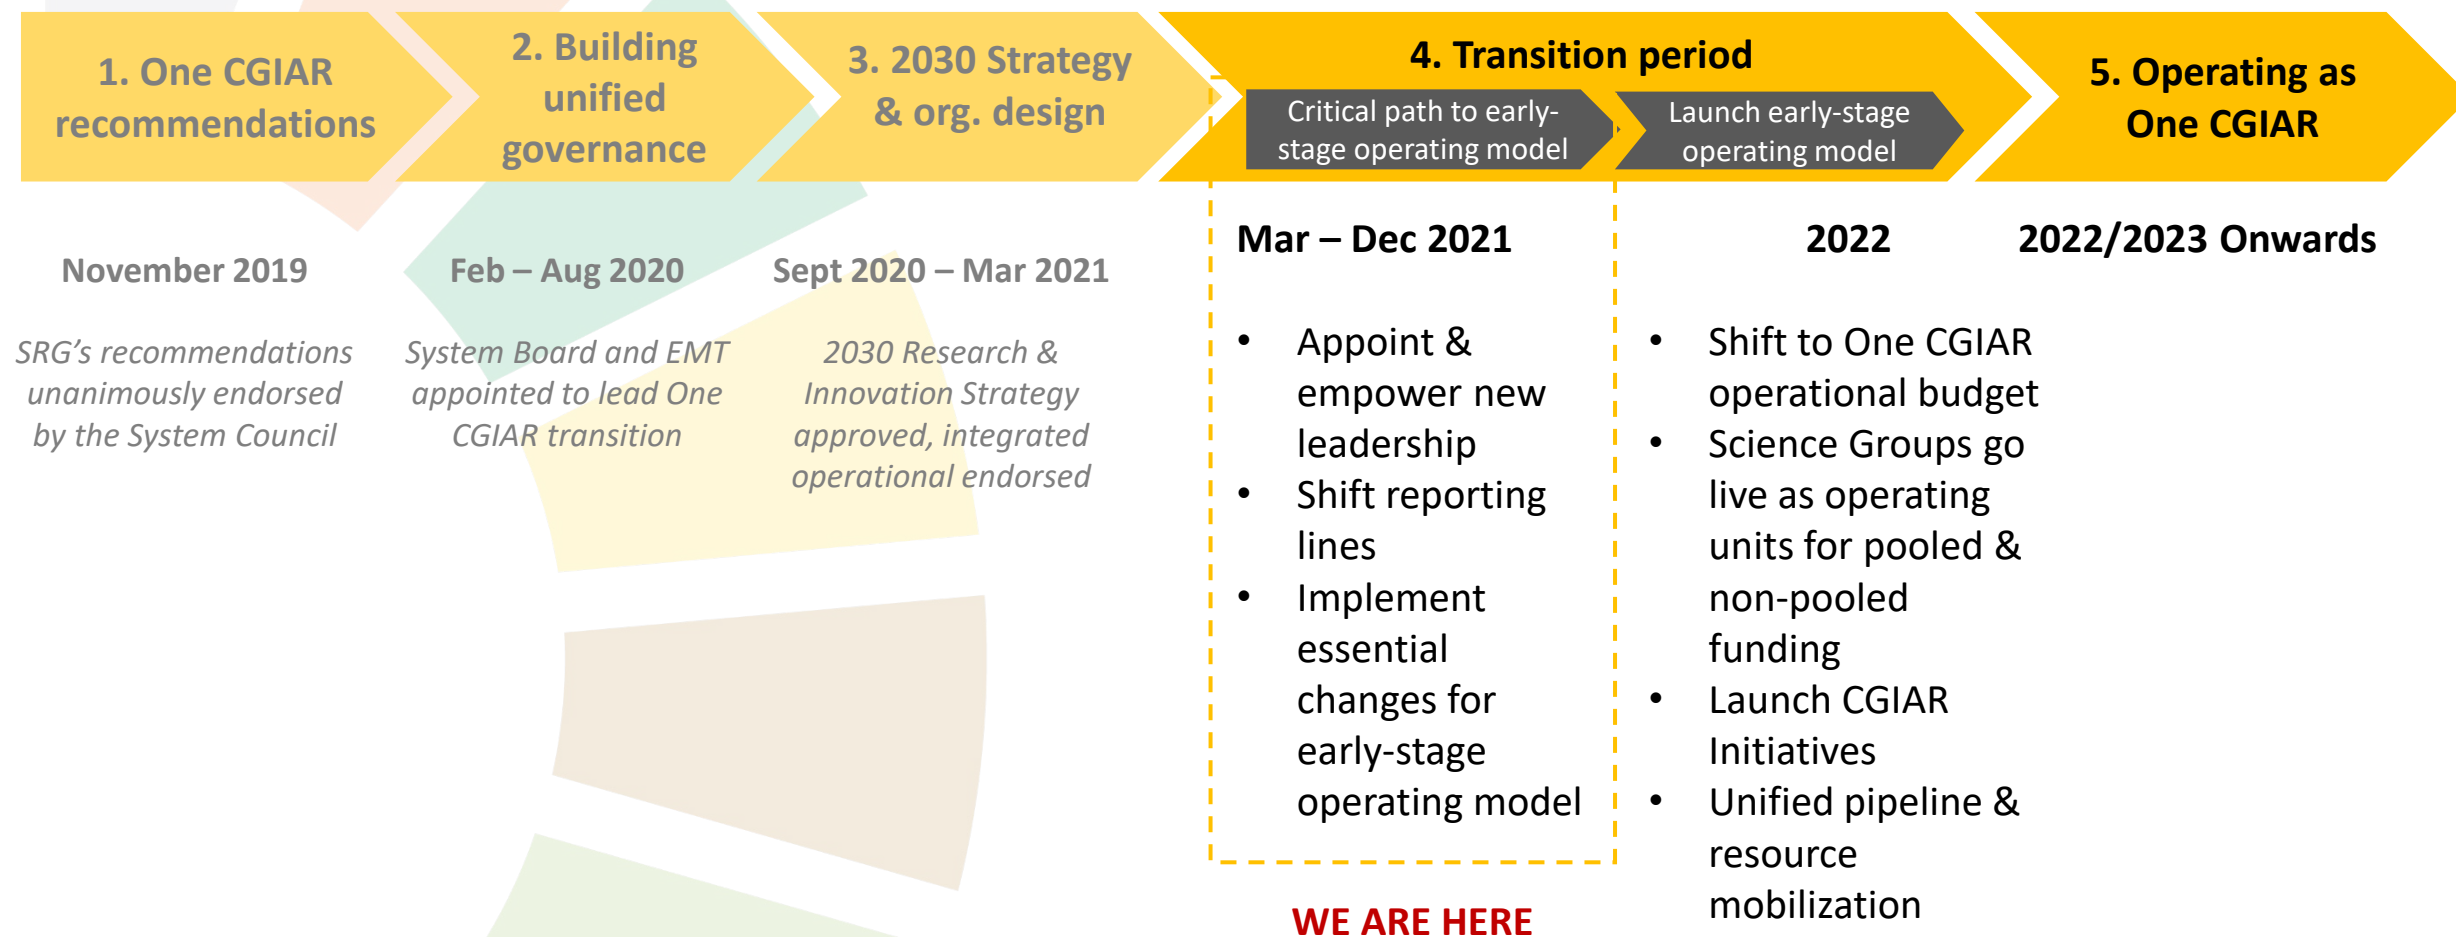 1. One CGIAR
recommendations
2. Building
unified
governance
3. 2030 Strategy
& org. design
4. Transition period
Critical path to early-
stage operating model
Launch early-stage
operating model
5. Operating as
One CGIAR
November 2019
SRG's recommendations
unanimously endorsed
by the System Council
Feb – Aug 2020
System Board and EMT
appointed to lead One
CGIAR transition
Sept 2020 – Mar 2021
2030 Research &
Innovation Strategy
approved, integrated
operational endorsed
Mar – Dec 2021
• Appoint &
empower new
leadership
• Shift reporting
lines
• Implement
essential
changes for
early-stage
operating model
WE ARE HERE
2022
• Shift to One CGIAR
operational budget
• Science Groups go
live as operating
units for pooled &
non-pooled
funding
• Launch CGIAR
Initiatives
• Unified pipeline &
resource
mobilization
2022/2023 Onwards